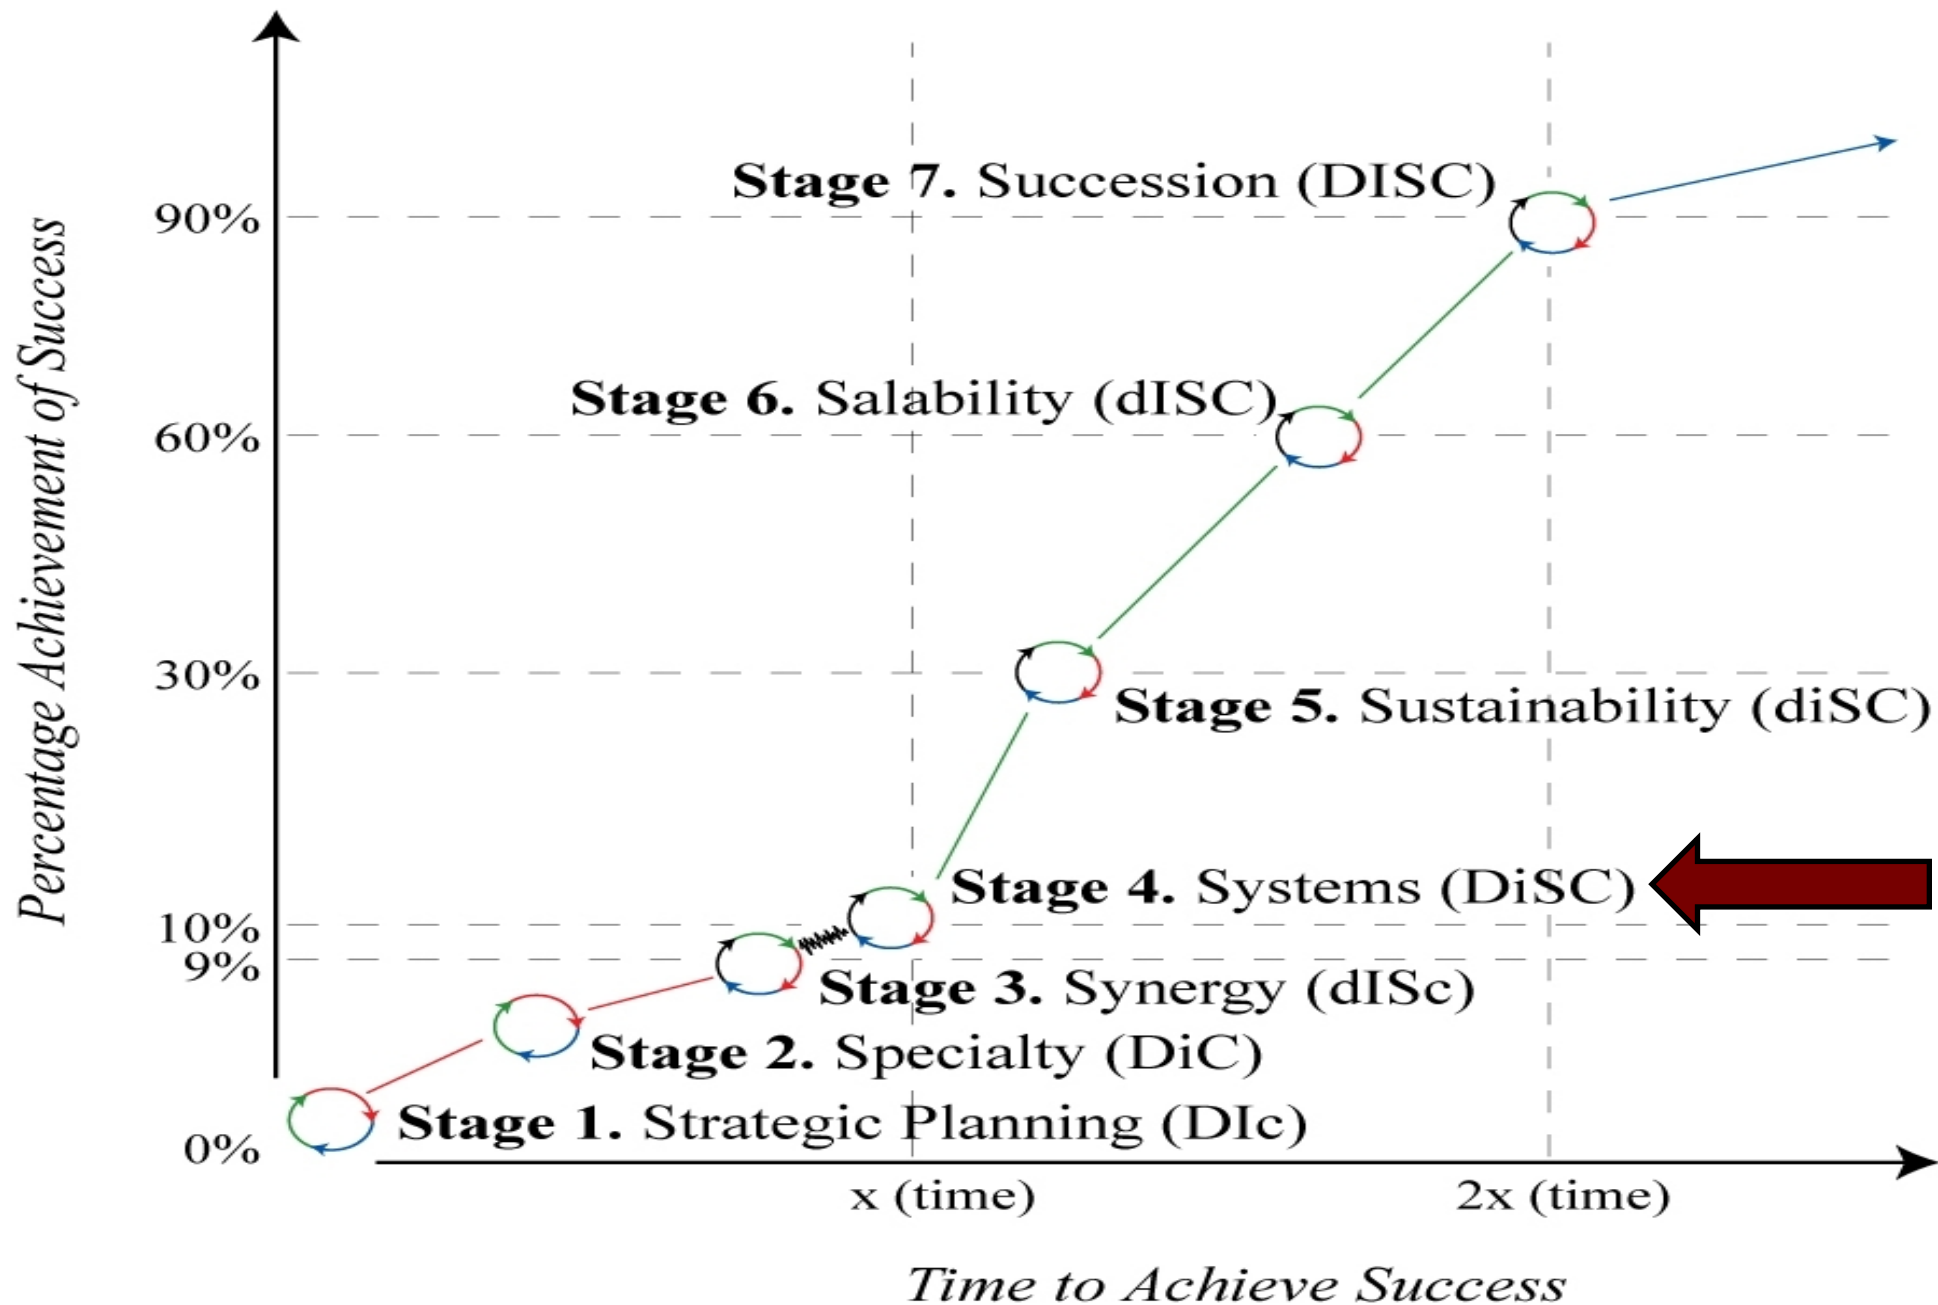 Percentage Achievement of Success
Stage 7. Succession (DISC)
90%
Stage 6. Salability (dISC)
60%
30%
Stage 5. Sustainability (diSC)
Stage 4. Systems (DiSC)
10%
9%
Stage 3. Synergy (dISc)
Stage 2. Specialty (DiC)
Stage 1. Strategic Planning (DIc)
0%
x (time)
2x (time)
Time to Achieve Success